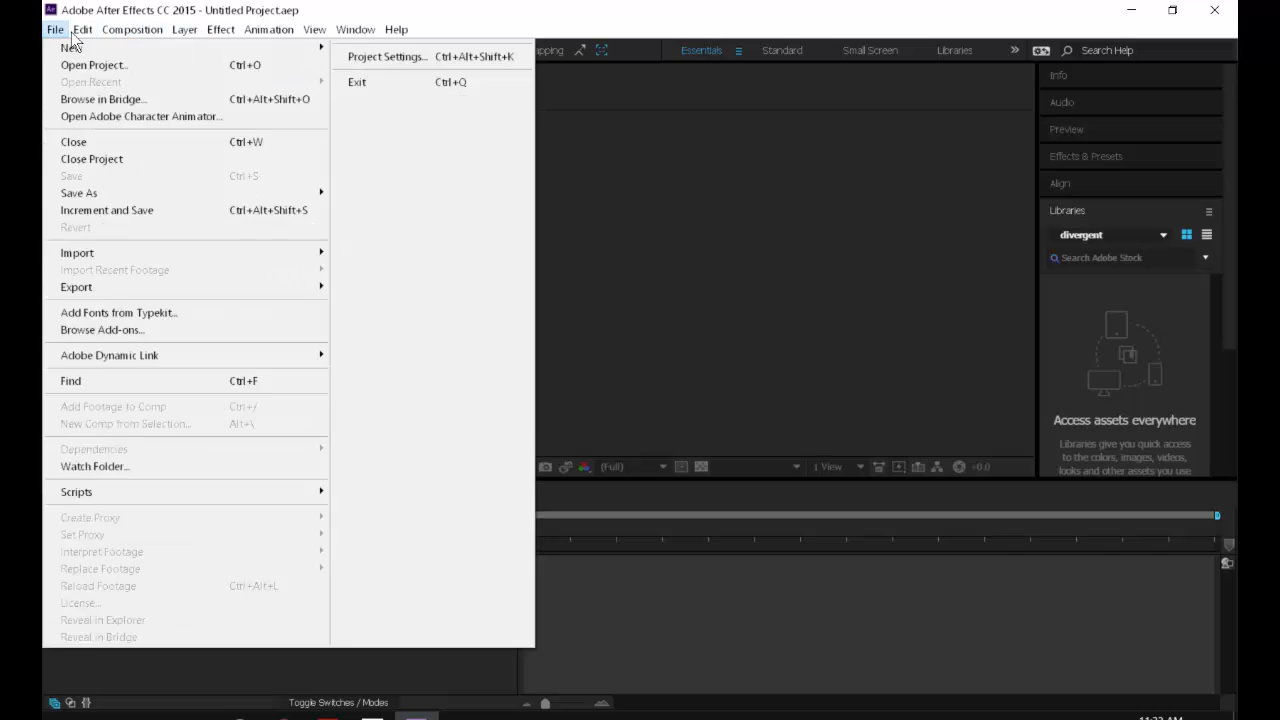 Adobe After Effects CC 2015 - Untitled Project.aep
File Edit Composition Layer Effect Animation View Window Help
Essentials Standard Small Screen Libraries » Search Help
Open Project... Ctrl+O
Open Recent
Browse in Bridge... Ctrl+Alt+Shift+O
Open Adobe Character Animator...
Close Ctrl+W
Close Project
Save Ctrl+S
Save As
Increment and Save Ctrl+Alt+Shift+S
Revert
Import
Import Recent Footage
Export
Add Fonts from Typekit...
Browse Add-ons...
Adobe Dynamic Link
Find Ctrl+F
Add Footage to Comp Ctrl+/
New Comp from Selection... Alt+\
Dependencies
Watch Folder...
Scripts
Create Proxy
Set Proxy
Interpret Footage
Replace Footage
Reload Footage Ctrl+Alt+L
License...
Reveal in Explorer
Reveal in Bridge
Project Settings... Ctrl+Alt+Shift+K
Exit Ctrl+Q
Info
Audio
Preview
Effects & Presets
Align
Libraries
divergent
Search Adobe Stock
Access assets everywhere
Libraries give you quick access
to the colors, images, videos,
looks and other assets you use
(Full) 1 View +0.0
Toggle Switches / Modes